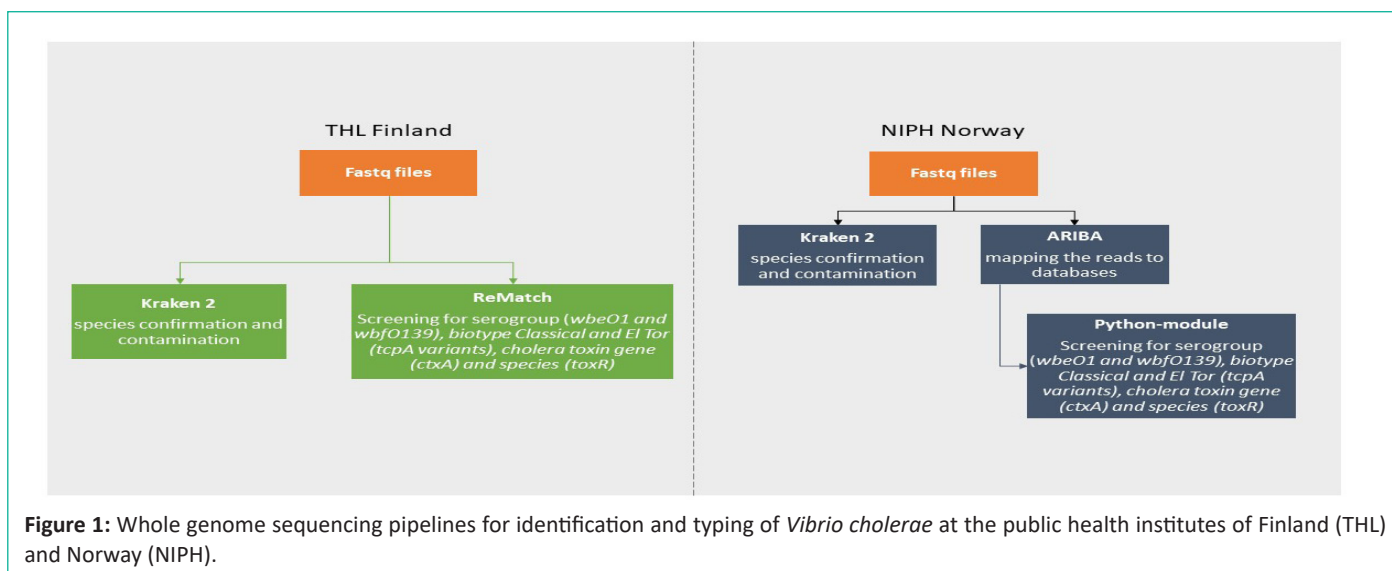 THL Finland
Fastq files
Kraken 2
species confirmation and
contamination
ReMatch
Screening for serogroup (wbeO1 and
wbfO139), biotype Classical and El Tor
(tcpA variants), cholera toxin gene
(ctxA) and species (toxR)
NIPH Norway
Fastq files
Kraken 2
species confirmation
and contamination
ARIBA
mapping the reads to
databases
Python-module
Screening for serogroup
(wbeO1 and wbfO139), biotype
Classical and El Tor (tcpA
variants), cholera toxin gene
(ctxA) and species (toxR)
Figure 1: Whole genome sequencing pipelines for identification and typing of Vibrio cholerae at the public health institutes of Finland (THL)
and Norway (NIPH).